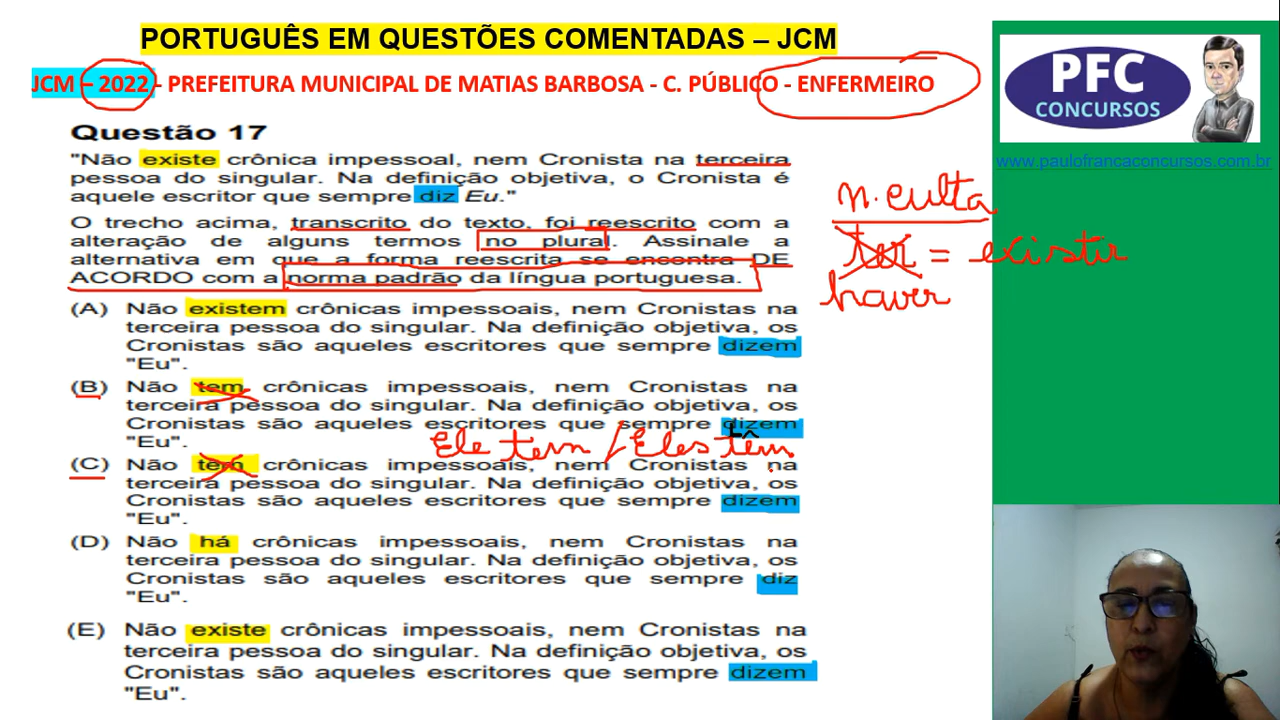 PORTUGUÊS EM QUESTÕES COMENTADAS – JCM
JCM – 2022 - PREFEITURA MUNICIPAL DE MATIAS BARBOSA - C. PÚBLICO - ENFERMEIRO
PFC
CONCURSOS
www.paulofrancaconcursos.com.br
Questão 17
"Não existe crônica impessoal, nem Cronista na terceira
pessoa do singular. Na definição objetiva, o Cronista é
aquele escritor que sempre diz Eu."
O trecho acima, transcrito do texto, foi reescrito com a
alteração de alguns termos no plural. Assinale a
alternativa em que a forma reescrita se encontra DE
ACORDO com a norma padrão da língua portuguesa.
n. culta
ter = existir
haver
(A) Não existem crônicas impessoais, nem Cronistas na
terceira pessoa do singular. Na definição objetiva, os
Cronistas são aqueles escritores que sempre dizem
"Eu".
(B) Não tem crônicas impessoais, nem Cronistas na
terceira pessoa do singular. Na definição objetiva, os
Cronistas são aqueles escritores que sempre dizem
"Eu".
Ele tem / Eles têm
(C) Não têm crônicas impessoais, nem Cronistas na
terceira pessoa do singular. Na definição objetiva, os
Cronistas são aqueles escritores que sempre dizem
"Eu".
(D) Não há crônicas impessoais, nem Cronistas na
terceira pessoa do singular. Na definição objetiva, os
Cronistas são aqueles escritores que sempre diz
"Eu".
(E) Não existe crônicas impessoais, nem Cronistas na
terceira pessoa do singular. Na definição objetiva, os
Cronistas são aqueles escritores que sempre dizem
"Eu".